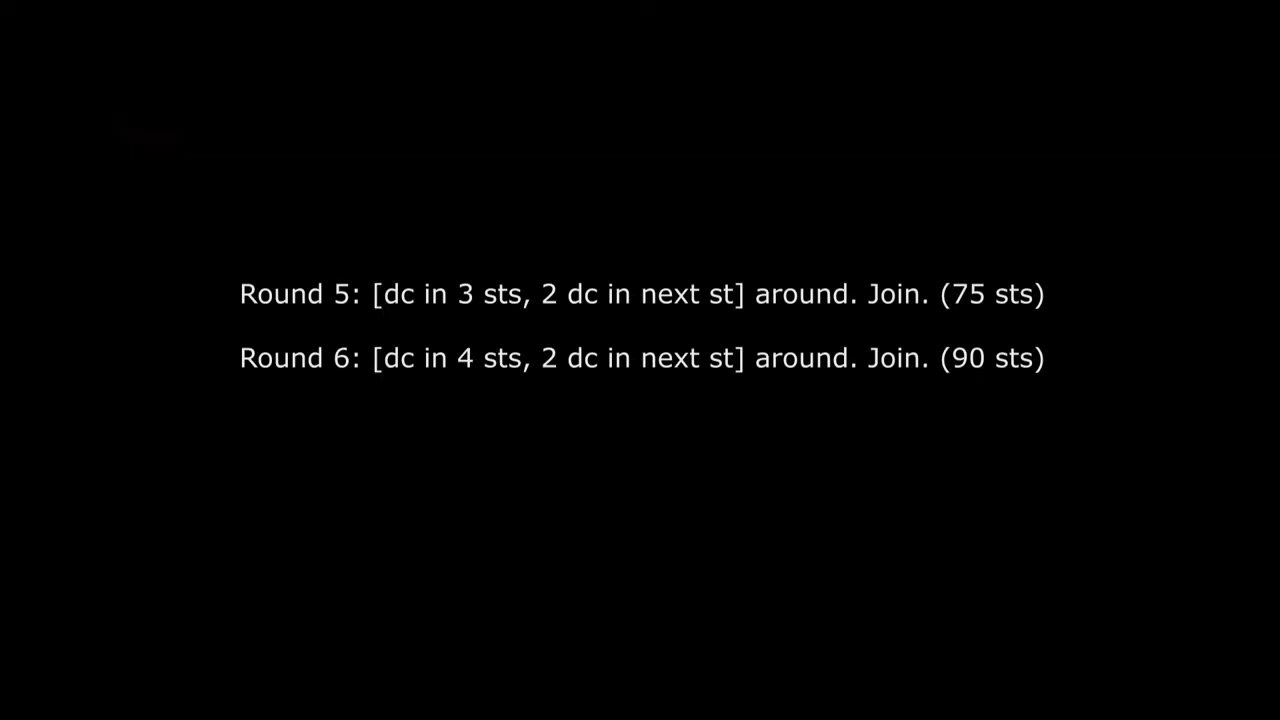 Round 5: [dc in 3 sts, 2 dc in next st] around. Join. (75 sts)
Round 6: [dc in 4 sts, 2 dc in next st] around. Join. (90 sts)